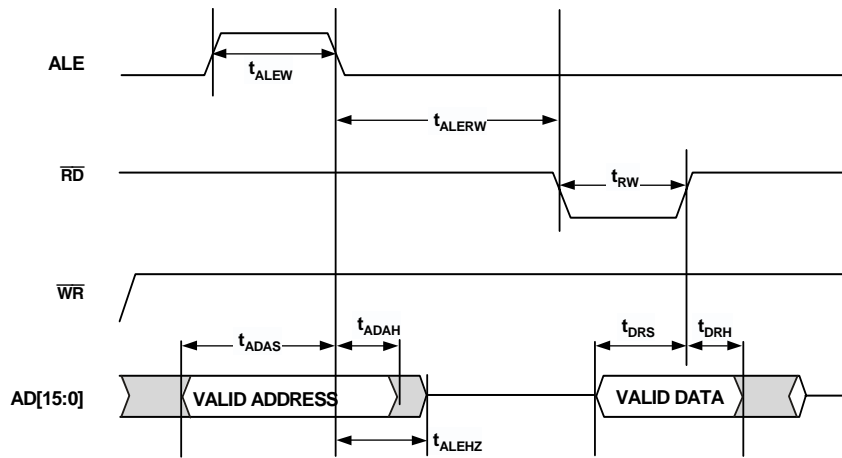 ALE
tALEW
tALERW
RD
tRW
WR
tADAS
tADAH
tDRS
tDRH
AD[15:0]
VALID ADDRESS
VALID DATA
tALEHZ